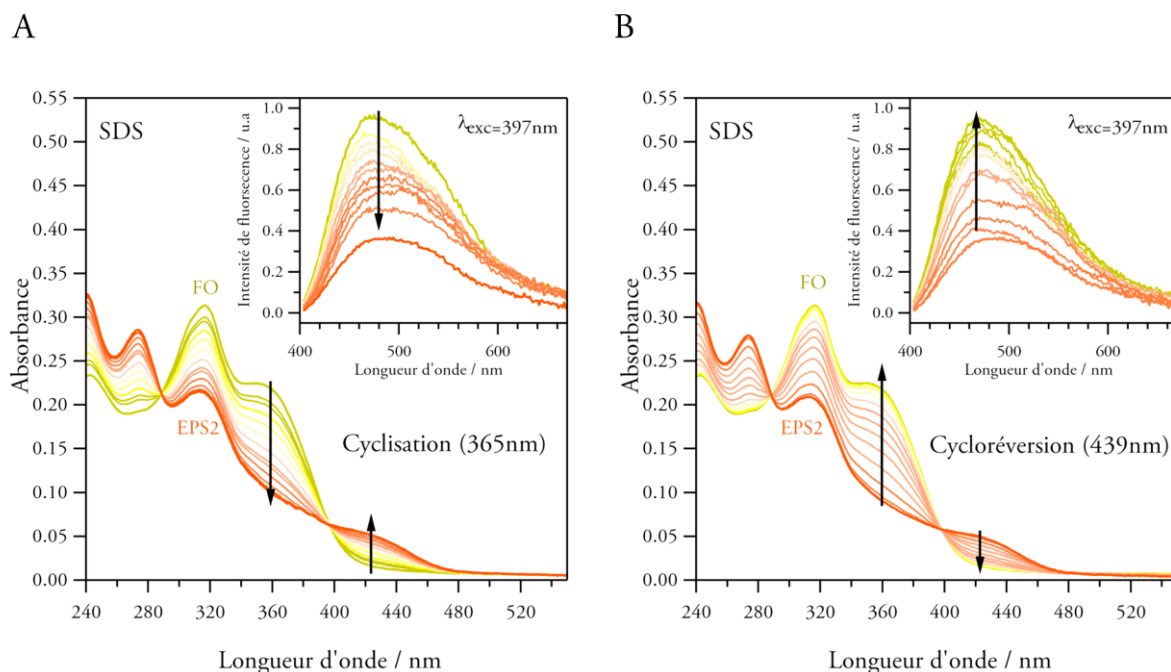 A
B
SDS
FO
EPS2
Cyclisation (365nm)
Absorbance
0.55
0.50
0.45
0.40
0.35
0.30
0.25
0.20
0.15
0.10
0.05
0.00
240
280
320
360
400
440
480
520
Longueur d'onde / nm
λexc=397nm
Intensité de fluorosecence / u.a
1.0
0.8
0.6
0.4
0.2
0.0
400
500
600
Longueur d'onde / nm
SDS
FO
EPS2
Cycloréversion (439nm)
Absorbance
0.55
0.50
0.45
0.40
0.35
0.30
0.25
0.20
0.15
0.10
0.05
0.00
240
280
320
360
400
440
480
520
Longueur d'onde / nm
λexc=397nm
Intensité de fluorosecence / u.a
1.0
0.8
0.6
0.4
0.2
0.0
400
500
600
Longueur d'onde / nm